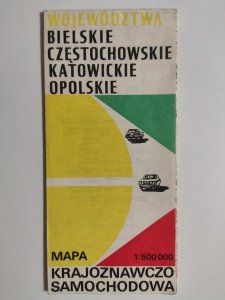 WOJEWÓDZTWA
BIELSKIE
CZĘSTOCHOWSKIE
KATOWICKIE
OPOLSKIE
MAPA 1:500 000
KRAJOZNAWCZO
SAMOCHODOWA